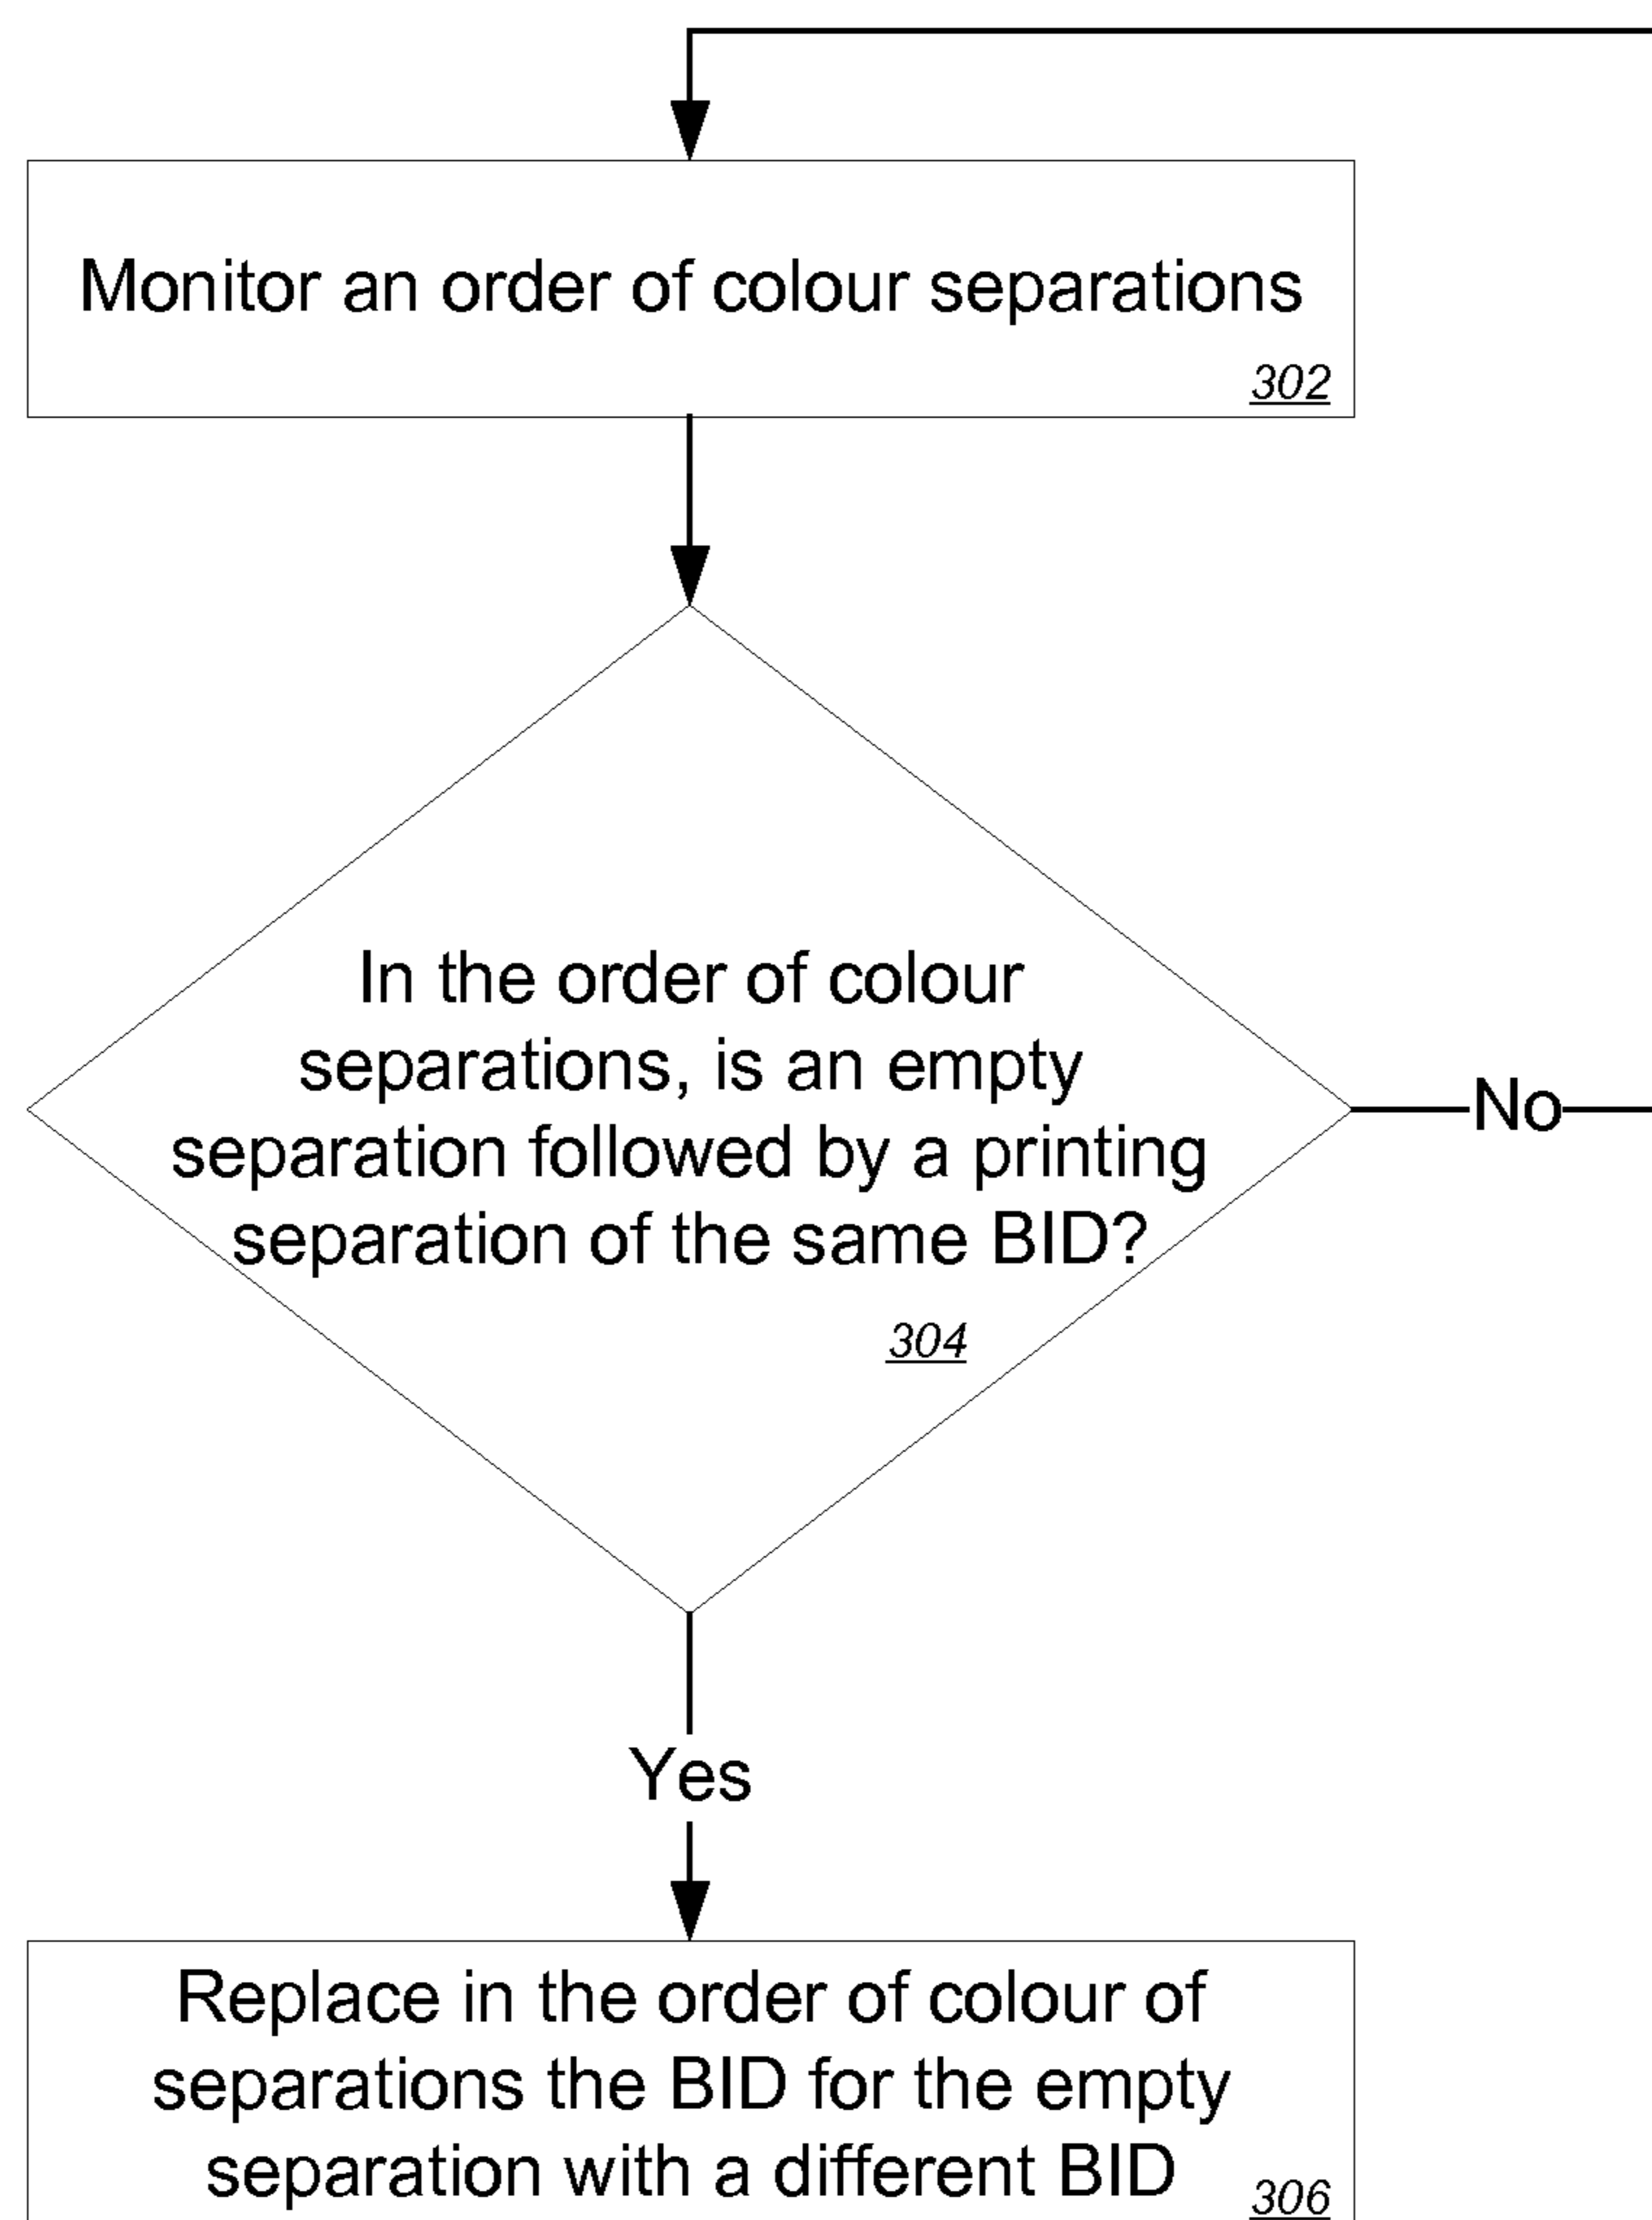 Monitor an order of colour separations
302
In the order of colour
separations, is an empty
separation followed by a printing
separation of the same BID?
No
304
Yes
Replace in the order of colour of
separations the BID for the empty
separation with a different BID
306